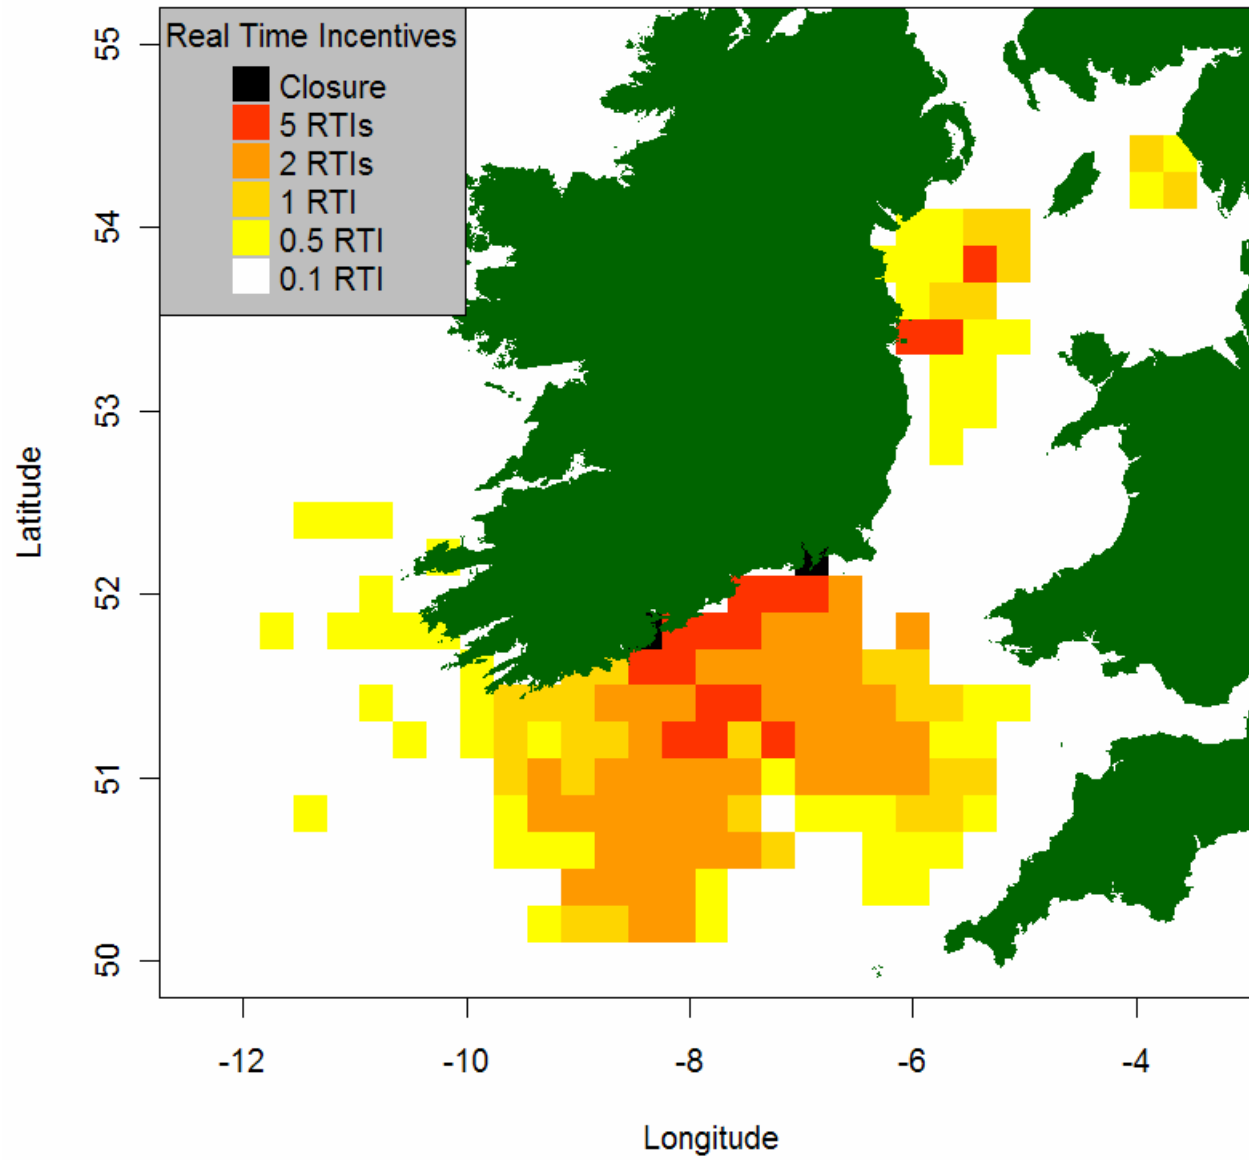 Real Time Incentives
Closure
5 RTIs
2 RTIs
1 RTI
0.5 RTI
0.1 RTI
55
54
53
52
51
50
Latitude
-12
-10
-8
-6
-4
Longitude